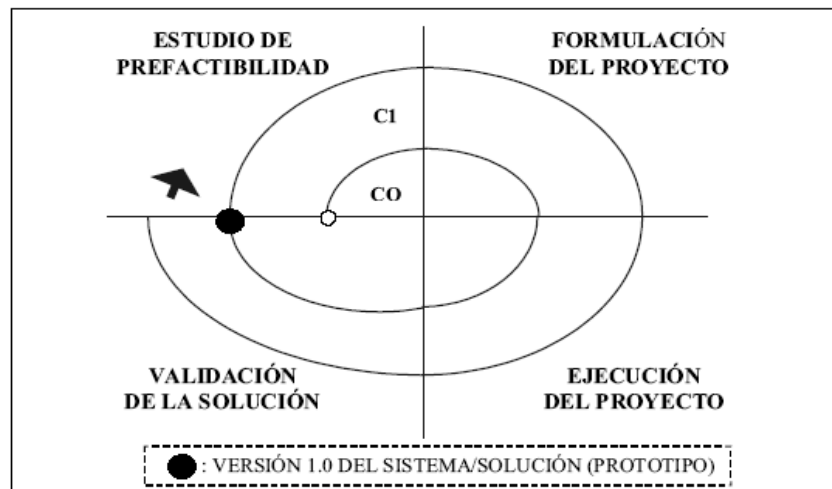 ESTUDIO DE
PREFACTIBILIDAD
FORMULACIÓN
DEL PROYECTO
C1
CO
VALIDACIÓN
DE LA SOLUCIÓN
EJECUCIÓN
DEL PROYECTO
: VERSIÓN 1.0 DEL SISTEMA/SOLUCIÓN (PROTOTIPO)